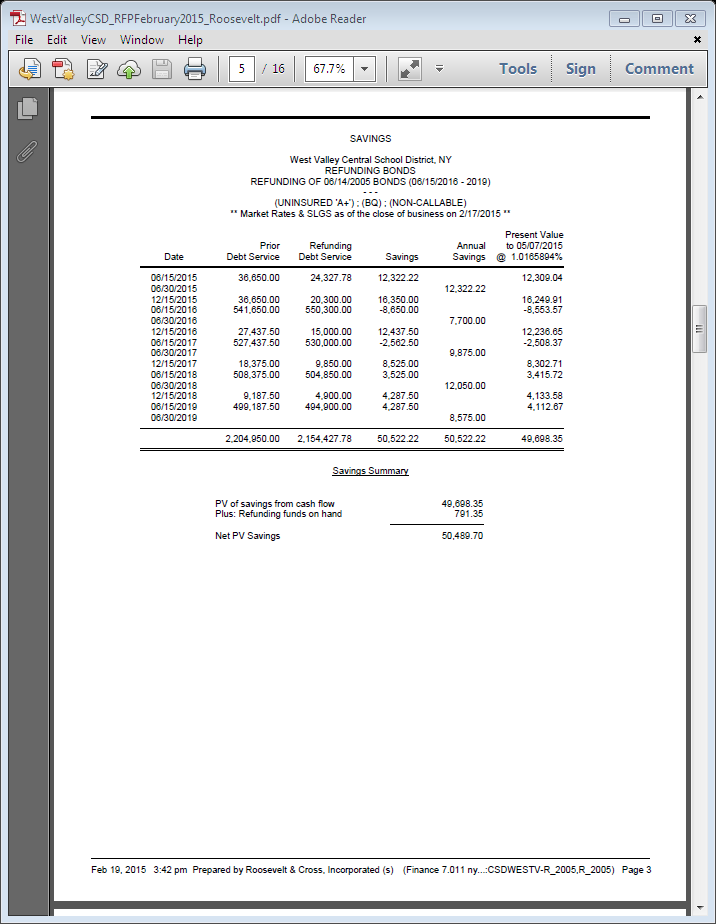 WestValleyCSD_RFPFebruary2015_Roosevelt.pdf - Adobe Reader
File Edit View Window Help
5 / 16 67.7% Tools Sign Comment
SAVINGS
West Valley Central School District, NY
REFUNDING BONDS
REFUNDING OF 06/14/2005 BONDS (06/15/2016 - 2019)
- - -
(UNINSURED 'A+') ; (BQ) ; (NON-CALLABLE)
** Market Rates & SLGS as of the close of business on 2/17/2015 **
Present Value
Prior Refunding Annual to 05/07/2015
Date Debt Service Debt Service Savings Savings @ 1.0165894%
06/15/2015 36,650.00 24,327.78 12,322.22 12,309.04
06/30/2015 12,322.22
12/15/2015 36,650.00 20,300.00 16,350.00 16,249.91
06/15/2016 541,650.00 550,300.00 -8,650.00 -8,553.57
06/30/2016 7,700.00
12/15/2016 27,437.50 15,000.00 12,437.50 12,236.65
06/15/2017 527,437.50 530,000.00 -2,562.50 -2,508.37
06/30/2017 9,875.00
12/15/2017 18,375.00 9,850.00 8,525.00 8,302.71
06/15/2018 508,375.00 504,850.00 3,525.00 3,415.72
06/30/2018 12,050.00
12/15/2018 9,187.50 4,900.00 4,287.50 4,133.58
06/15/2019 499,187.50 494,900.00 4,287.50 4,112.67
06/30/2019 8,575.00
2,204,950.00 2,154,427.78 50,522.22 50,522.22 49,698.35
Savings Summary
PV of savings from cash flow 49,698.35
Plus: Refunding funds on hand 791.35
Net PV Savings 50,489.70
Feb 19, 2015 3:42 pm Prepared by Roosevelt & Cross, Incorporated (s) (Finance 7.011 ny...:CSDWESTV-R_2005,R_2005) Page 3